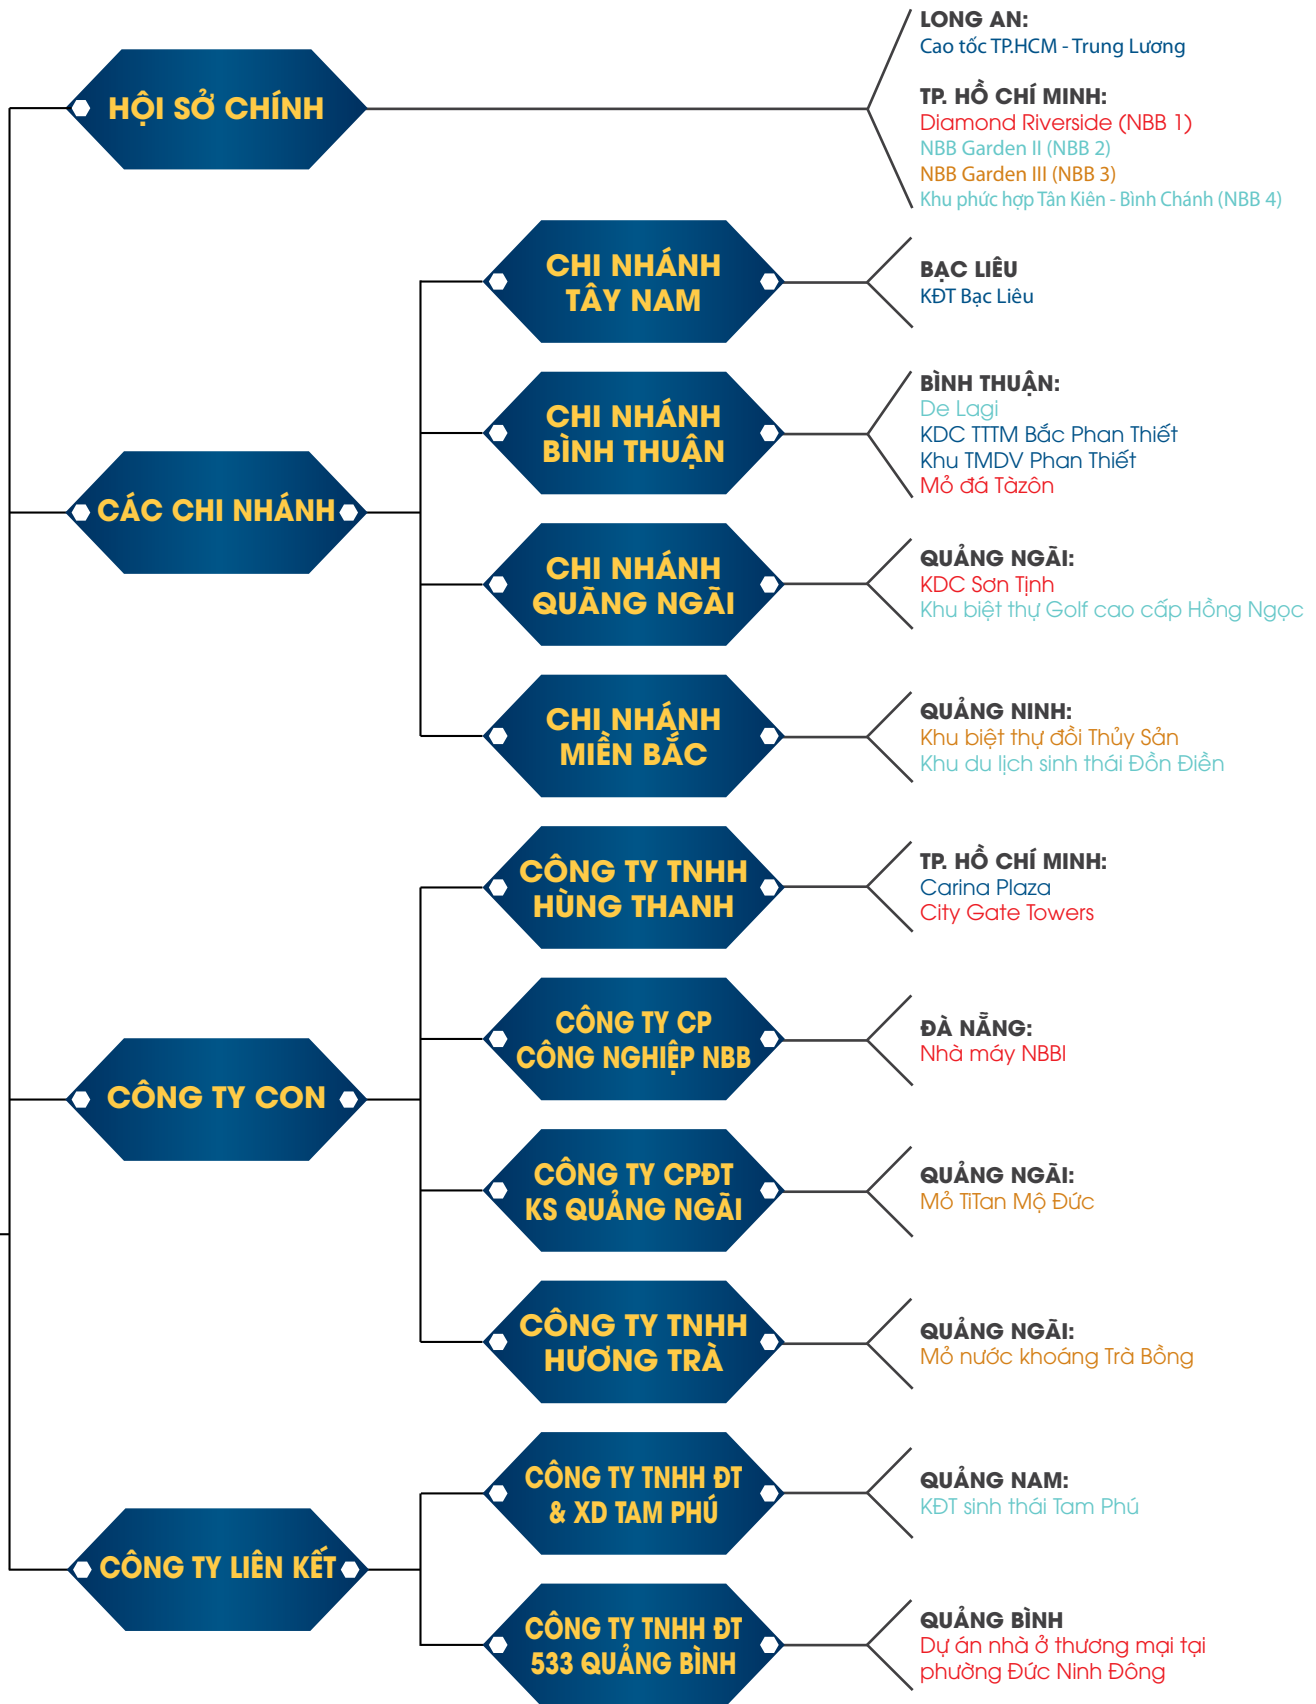 HỘI SỞ CHÍNH
LONG AN:
Cao tốc TP.HCM - Trung Lương
TP. HỒ CHÍ MINH:
Diamond Riverside (NBB 1)
NBB Garden II (NBB 2)
NBB Garden III (NBB 3)
Khu phức hợp Tân Kiên - Bình Chánh (NBB 4)
CÁC CHI NHÁNH
CHI NHÁNH
TÂY NAM
BẠC LIÊU
KĐT Bạc Liêu
CHI NHÁNH
BÌNH THUẬN
BÌNH THUẬN:
De Lagi
KDC TTTM Bắc Phan Thiết
Khu TMDV Phan Thiết
Mỏ đá Tàzôn
CHI NHÁNH
QUÃNG NGÃI
QUẢNG NGÃI:
KDC Sơn Tịnh
Khu biệt thự Golf cao cấp Hồng Ngọc
CHI NHÁNH
MIỀN BẮC
QUẢNG NINH:
Khu biệt thự đồi Thủy Sản
Khu du lịch sinh thái Đồn Điền
CÔNG TY CON
CÔNG TY TNHH
HÙNG THANH
TP. HỒ CHÍ MINH:
Carina Plaza
City Gate Towers
CÔNG TY CP
CÔNG NGHIỆP NBB
ĐÀ NẴNG:
Nhà máy NBBI
CÔNG TY CPĐT
KS QUẢNG NGÃI
QUẢNG NGÃI:
Mỏ TiTan Mộ Đức
CÔNG TY TNHH
HƯƠNG TRÀ
QUẢNG NGÃI:
Mỏ nước khoáng Trà Bồng
CÔNG TY LIÊN KẾT
CÔNG TY TNHH ĐT
& XD TAM PHÚ
QUẢNG NAM:
KĐT sinh thái Tam Phú
CÔNG TY TNHH ĐT
533 QUẢNG BÌNH
QUẢNG BÌNH
Dự án nhà ở thương mại tại
phường Đức Ninh Đông